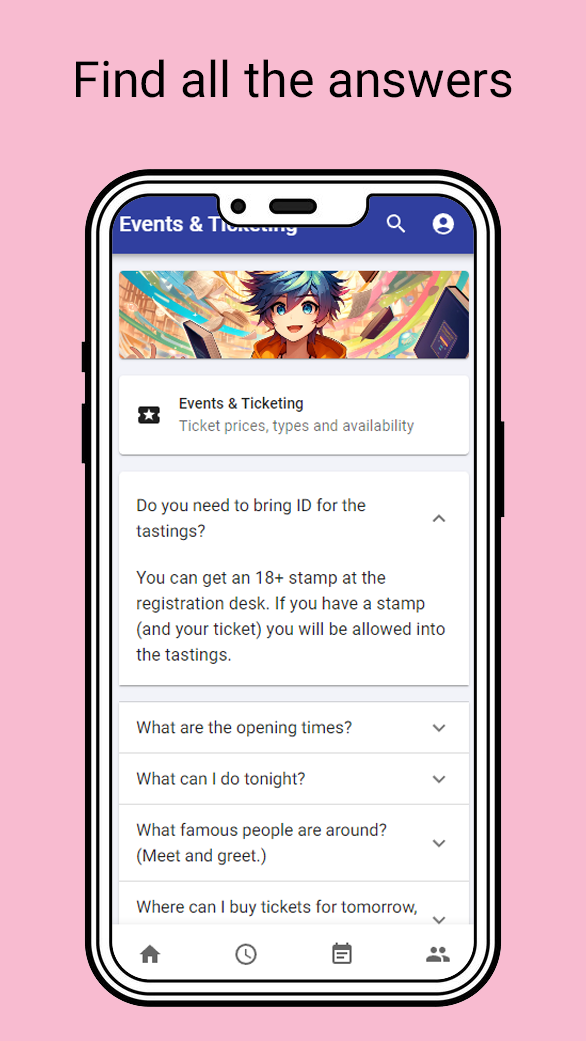 Find all the answers
Events & Ticketing
Events & Ticketing
Ticket prices, types and availability
Do you need to bring ID for the
tastings?
You can get an 18+ stamp at the
registration desk. If you have a stamp
(and your ticket) you will be allowed into
the tastings.
What are the opening times?
What can I do tonight?
What famous people are around?
(Meet and greet.)
Where can I buy tickets for tomorrow,